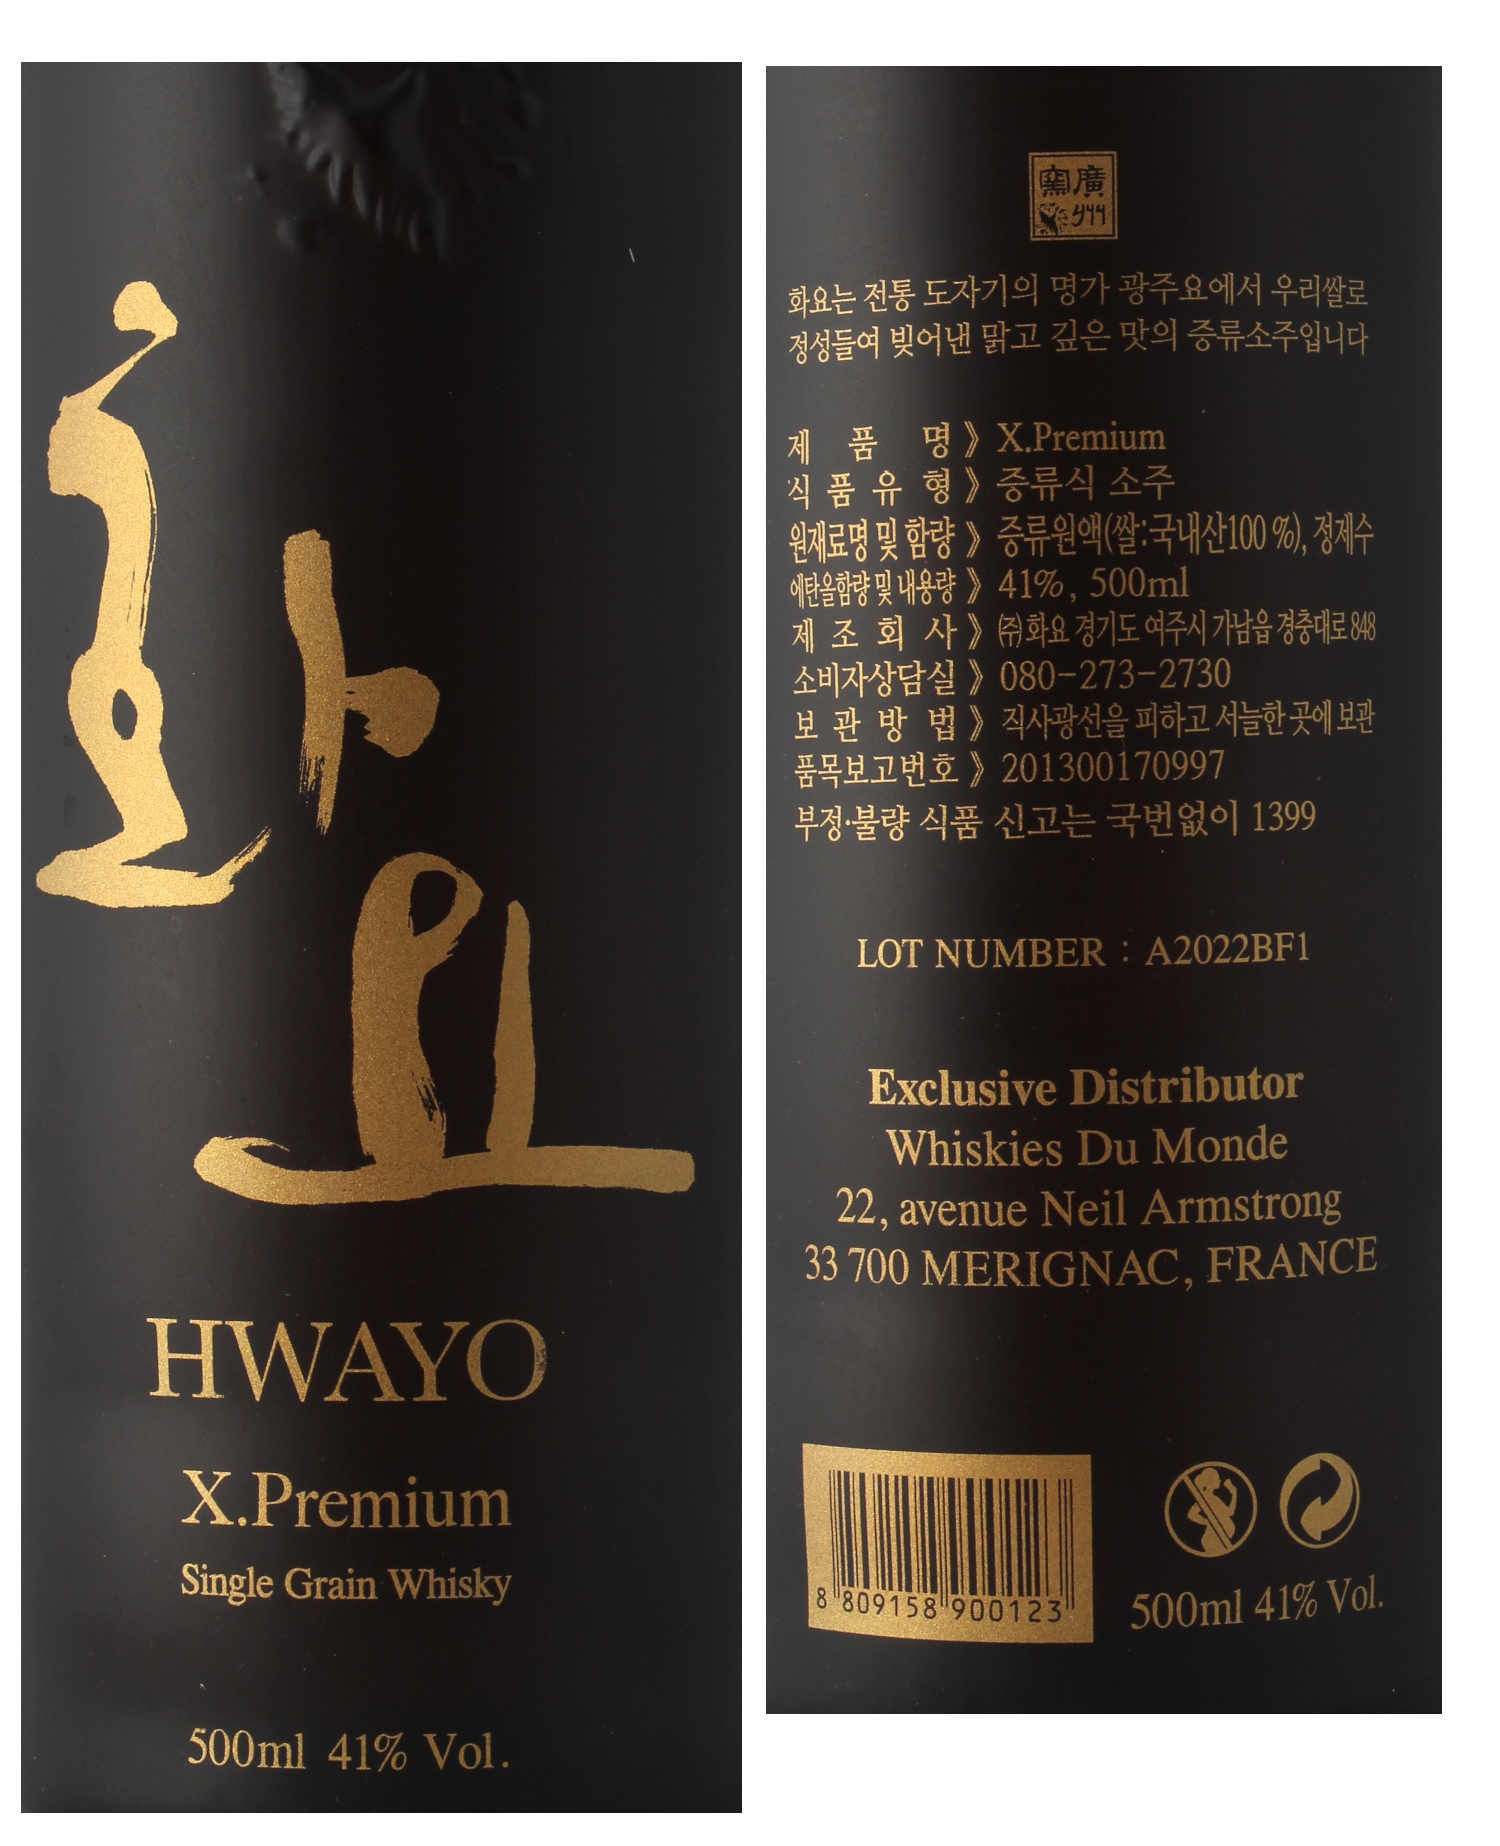 화요
HWAYO
X.Premium
Single Grain Whisky
500ml 41% Vol.
窯廣
화요는 전통 도자기의 명가 광주요에서 우리쌀로
정성들여 빚어낸 맑고 깊은 맛의 증류소주입니다
제 품 명 》 X.Premium
식 품 유 형 》 증류식 소주
원재료명 및 함량 》 증류원액(쌀:국내산100 %), 정제수
에탄올함량 및 내용량 》 41%, 500ml
제 조 회 사 》 ㈜화요 경기도 여주시 가남읍 경충대로 848
소비자상담실 》 080-273-2730
보 관 방 법 》 직사광선을 피하고 서늘한 곳에 보관
품목보고번호 》 201300170997
부정·불량 식품 신고는 국번없이 1399
LOT NUMBER : A2022BF1
Exclusive Distributor
Whiskies Du Monde
22, avenue Neil Armstrong
33 700 MERIGNAC, FRANCE
8 809158 900123
500ml 41% Vol.